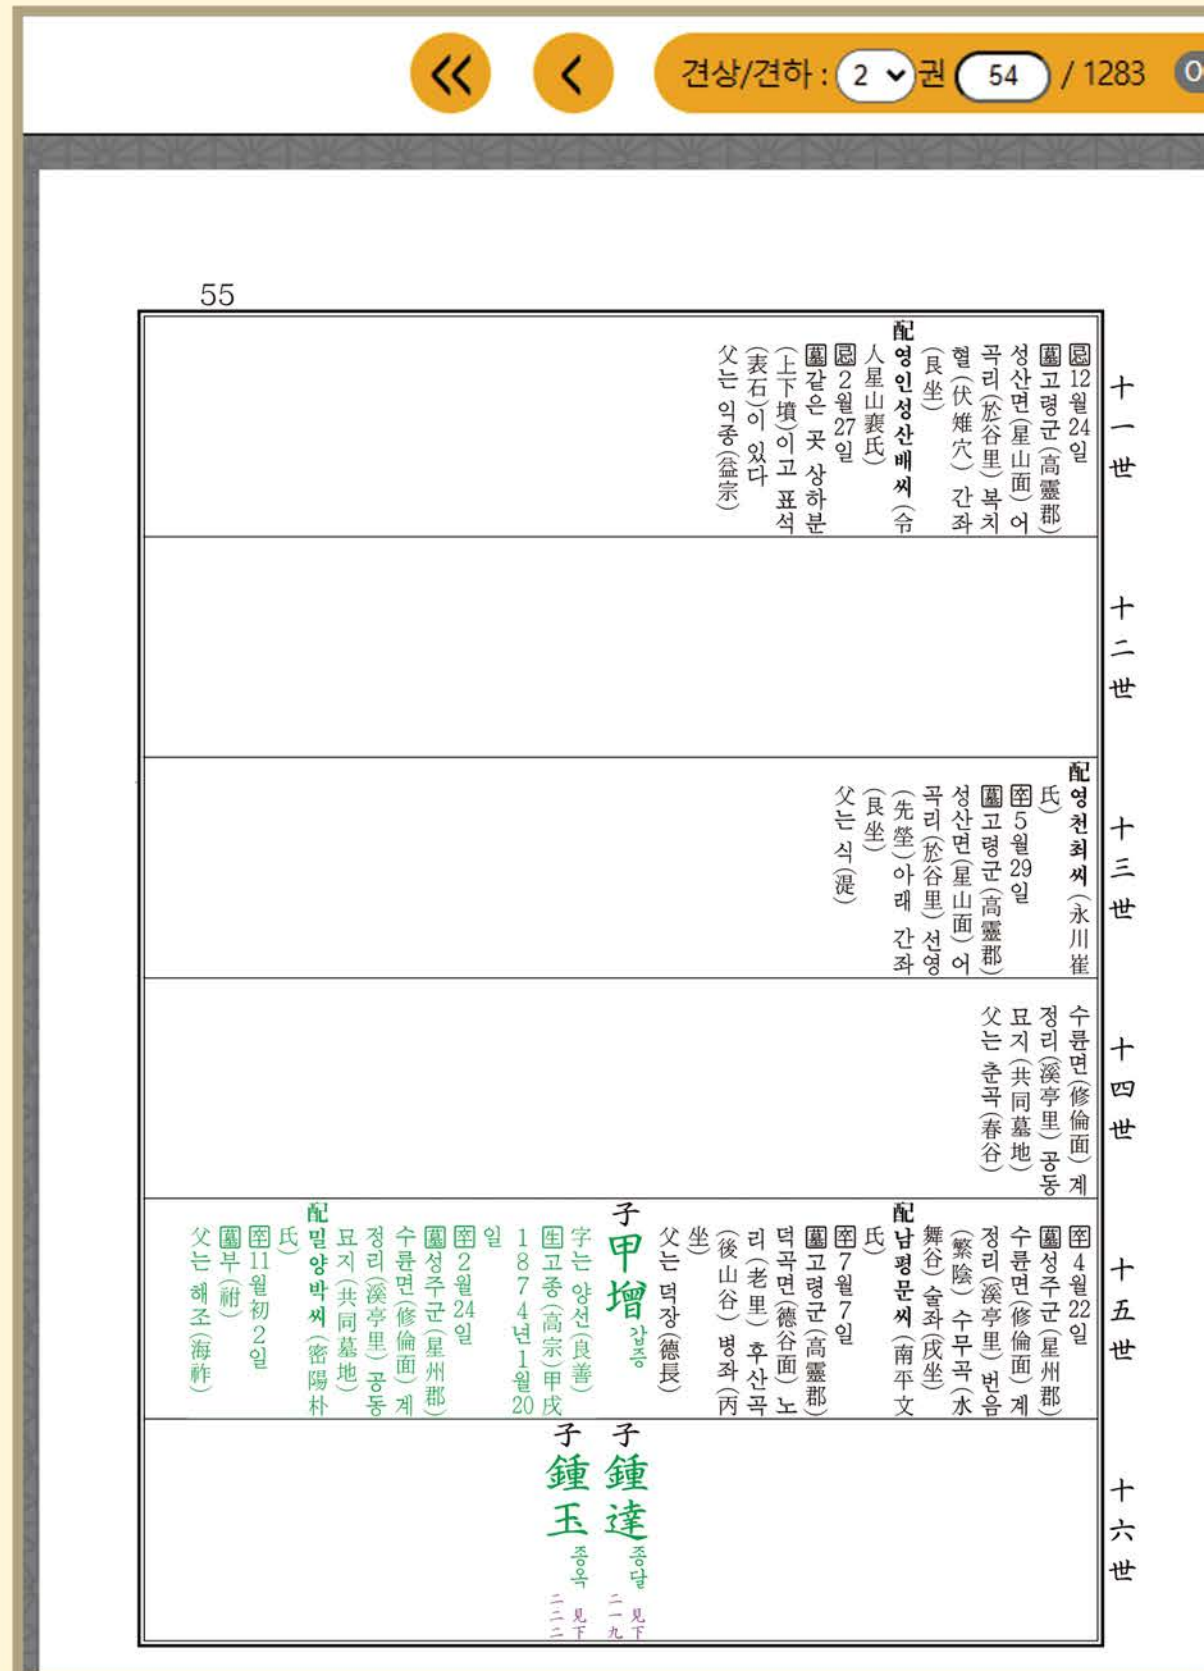 견상/견하 : 2 권 54 / 1283
55
十一世
忌12월24일
墓고령군(高靈郡)
성산면(星山面) 어
곡리(於谷里) 복치
혈(伏雉穴) 간좌
(艮坐)
配영인성산배씨(令
人星山裵氏)
忌2월27일
墓같은 곳 상하분
(上下墳)이고 표석
(表石)이 있다
父는 익종(益宗)
十二世
十三世
配영천최씨(永川崔
氏)
卒5월29일
墓고령군(高靈郡)
성산면(星山面) 어
곡리(於谷里) 선영
(先塋)아래 간좌
(艮坐)
父는 식(湜)
十四世
수륜면(修倫面) 계
정리(溪亭里) 공동
묘지(共同墓地)
父는 춘곡(春谷)
十五世
卒4월22일
墓성주군(星州郡)
수륜면(修倫面) 계
정리(溪亭里) 번음
(繁陰) 수무곡(水
舞谷) 술좌(戌坐)
配남평문씨(南平文
氏)
卒7월7일
墓고령군(高靈郡)
덕곡면(德谷面) 노
리(老里) 후산곡
(後山谷) 병좌(丙
坐)
父는 덕장(德長)
子甲增 갑증
字는 양선(良善)
生고종(高宗)甲戌
1874년1월20
일
卒2월24일
墓성주군(星州郡)
수륜면(修倫面) 계
정리(溪亭里) 공동
묘지(共同墓地)
配밀양박씨(密陽朴
氏)
卒11월初2일
墓부(祔)
父는 해조(海祚)
十六世
子鍾達 종달 見下 二一九
子鍾玉 종옥 見下 二二二